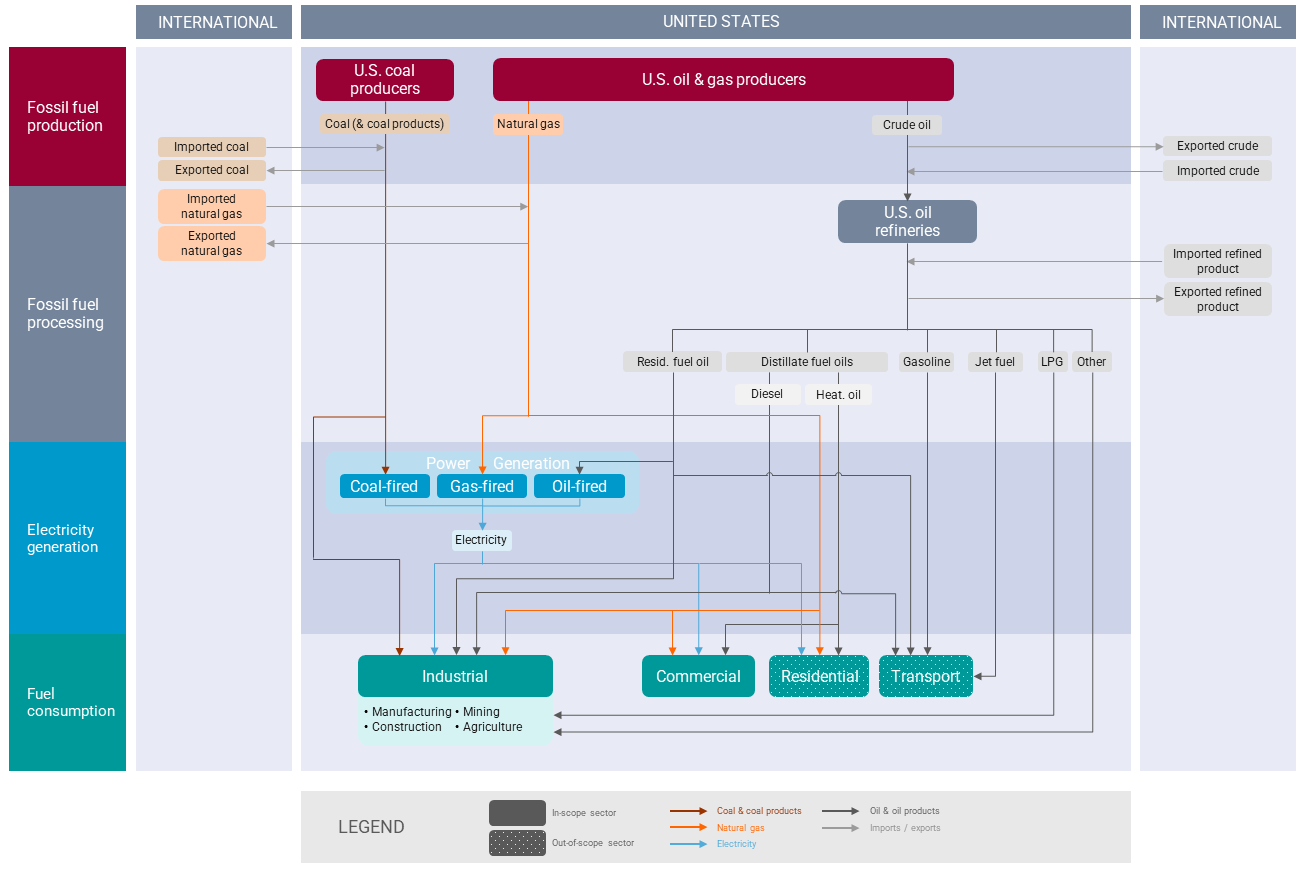 INTERNATIONAL
UNITED STATES
INTERNATIONAL
Fossil fuel
production
U.S. coal
producers
U.S. oil & gas producers
Coal (& coal products)
Natural gas
Crude oil
Imported coal
Exported coal
Exported crude
Imported crude
Fossil fuel
processing
Imported
natural gas
Exported
natural gas
U.S. oil
refineries
Imported refined
product
Exported refined
product
Resid. fuel oil
Distillate fuel oils
Gasoline
Jet fuel
LPG
Other
Diesel
Heat. oil
Electricity
generation
Power Generation
Coal-fired
Gas-fired
Oil-fired
Electricity
Fuel
consumption
Industrial
Commercial
Residential
Transport
• Manufacturing • Mining
• Construction • Agriculture
LEGEND
In-scope sector
Out-of-scope sector
Coal & coal products
Natural gas
Electricity
Oil & oil products
Imports / exports